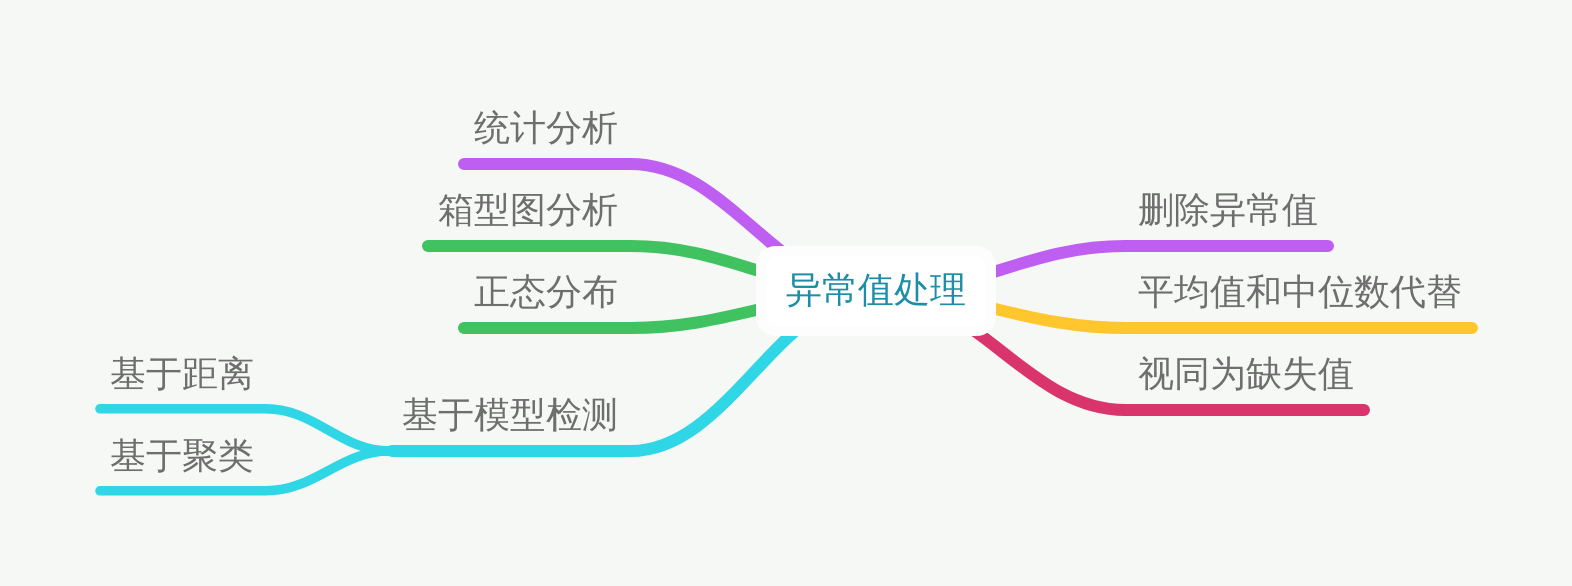 统计分析
箱型图分析
正态分布
基于模型检测
基于距离
基于聚类
异常值处理
删除异常值
平均值和中位数代替
视同为缺失值